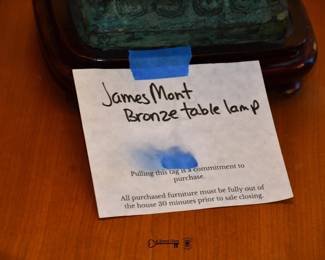 James Mont
Bronze table lamp
Pulling this tag is a commitment to
purchase.
All purchased furniture must be fully out of
the house 30 minutes prior to sale closing.